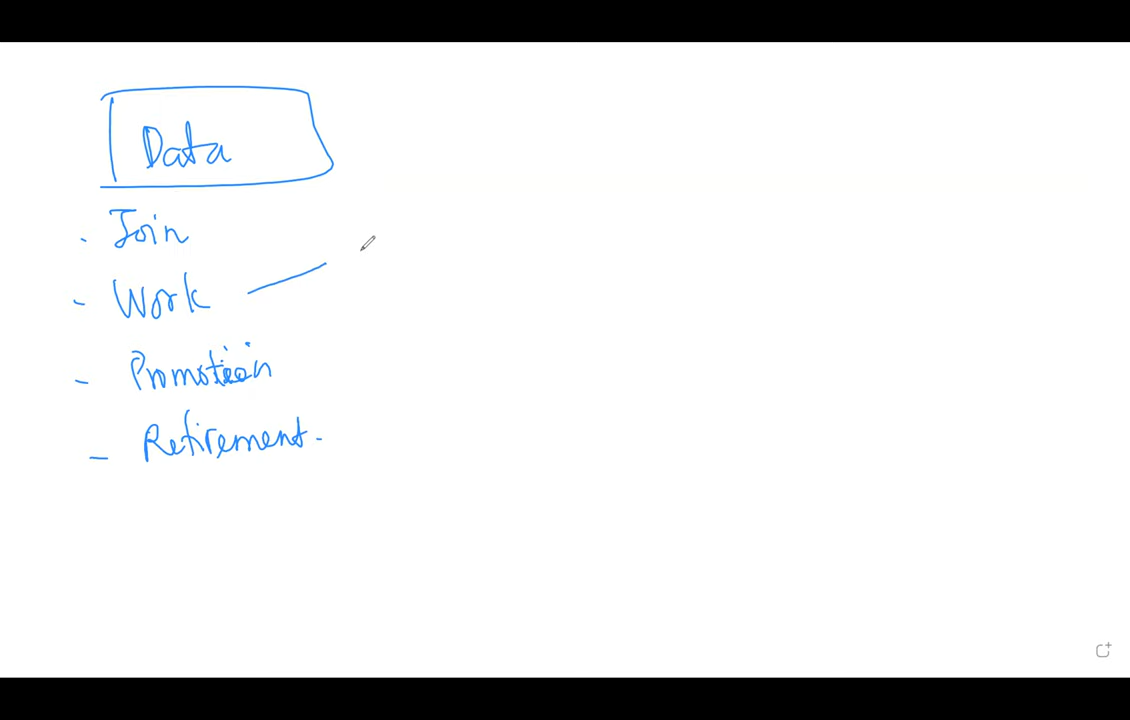 Data
. Join
- Work
- Promotion
- Retirement.